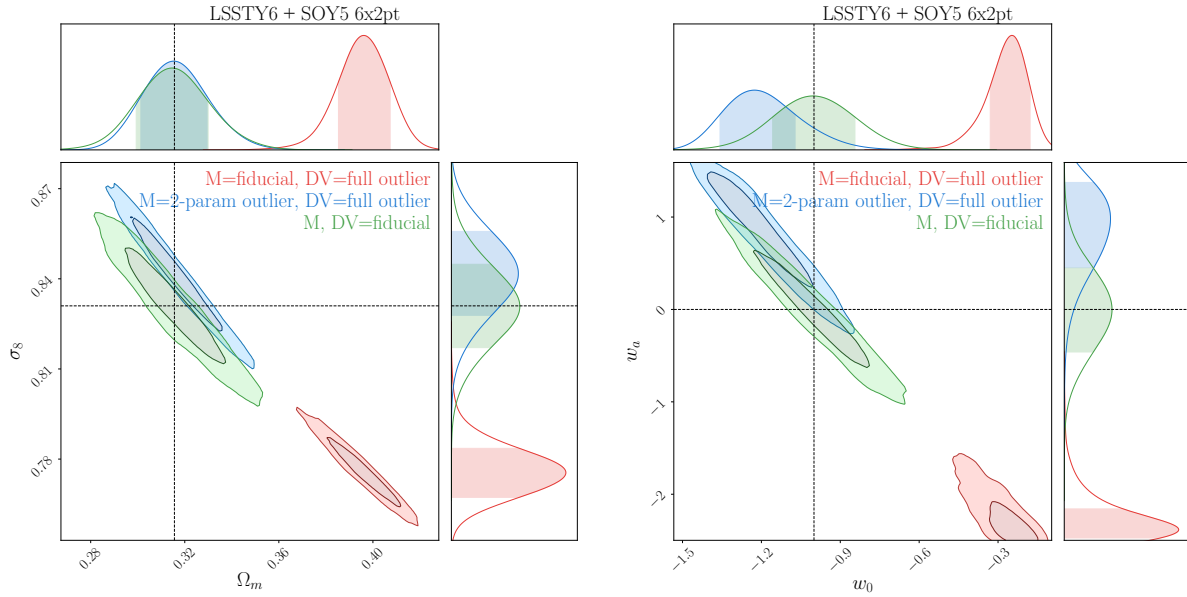 LSSTY6 + SOY5 6x2pt
M=fiducial, DV=full outlier
M=2-param outlier, DV=full outlier
M, DV=fiducial
0.87
0.84
0.81
0.78
σ8
0.28
0.32
0.36
0.40
Ωm
LSSTY6 + SOY5 6x2pt
M=fiducial, DV=full outlier
M=2-param outlier, DV=full outlier
M, DV=fiducial
1
0
−1
−2
wa
−1.5
−1.2
−0.9
−0.6
−0.3
w0